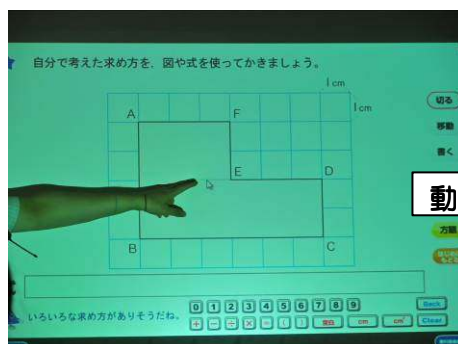 自分で考えた求め方を、図や式を使ってかきましょう。
1cm
切る
A
F
1cm
移動
書く
E
D
動
方眼
B
C
いろいろな求め方がありそうだね。
0 1 2 3 4 5 6 7 8 9
Back
+ - ÷ × = ( )
cm
cm²
Clear